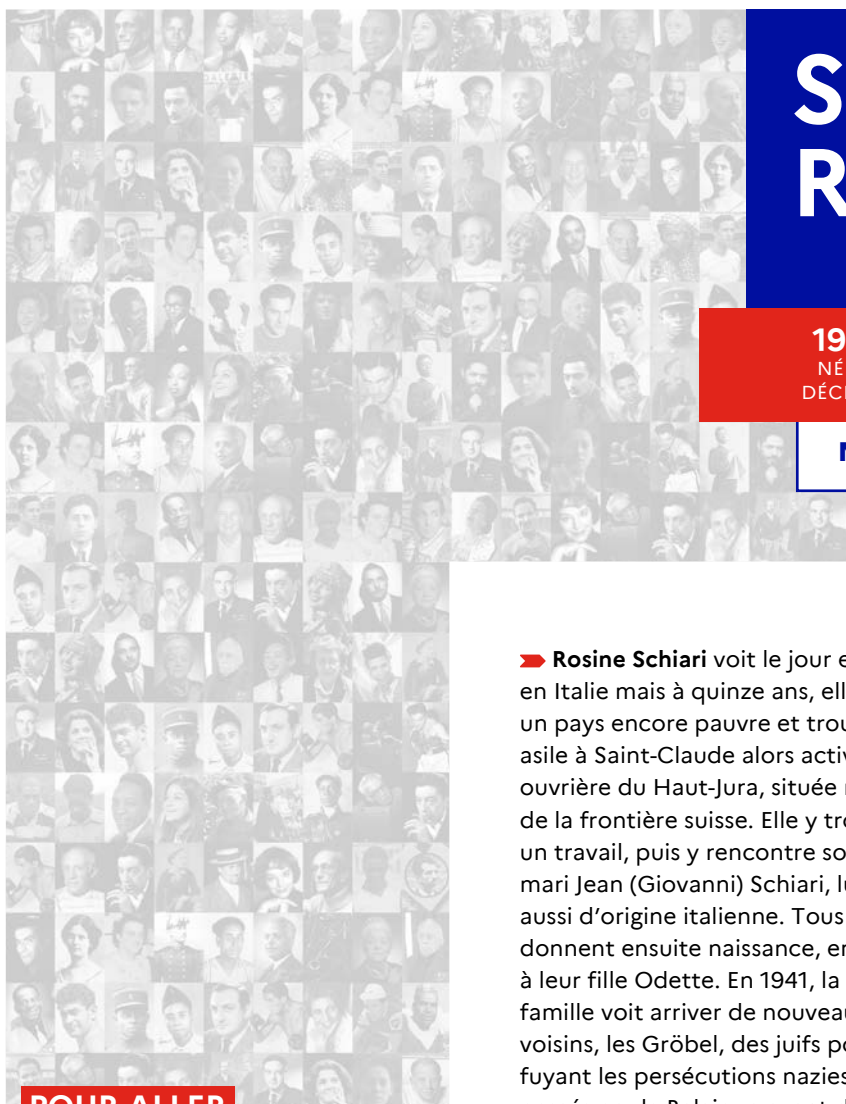 S
R
19
NÉ
DÉC
Rosine Schiari voit le jour e
en Italie mais à quinze ans, ell
un pays encore pauvre et trou
asile à Saint-Claude alors activ
ouvrière du Haut-Jura, située
de la frontière suisse. Elle y tro
un travail, puis y rencontre so
mari Jean (Giovanni) Schiari, lu
aussi d’origine italienne. Tous
donnent ensuite naissance, en
à leur fille Odette. En 1941, la
famille voit arriver de nouveau
voisins, les Gröbel, des juifs po
fuyant les persécutions nazies
POUR ALLER